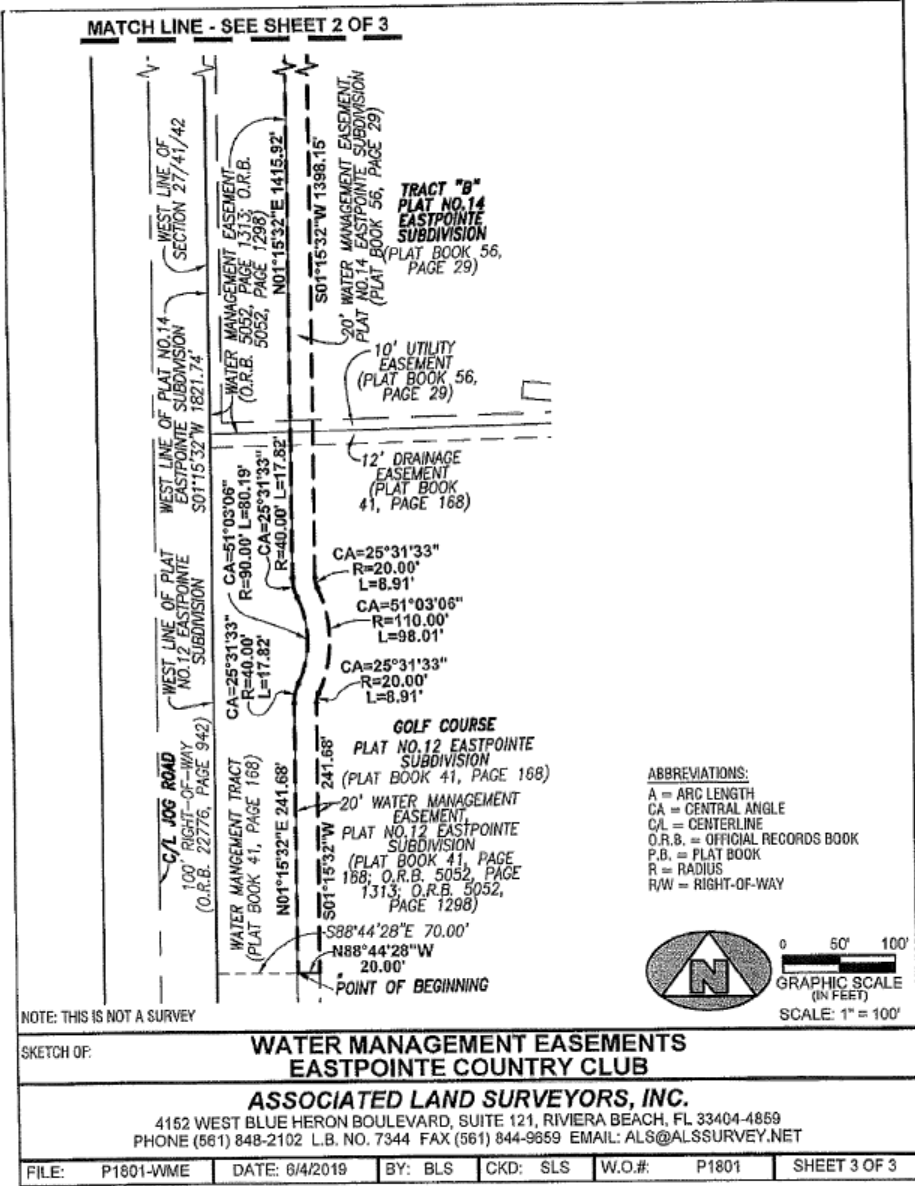 MATCH LINE - SEE SHEET 2 OF 3
WEST LINE OF
SECTION 27/41/42
WEST LINE OF PLAT NO.14
EASTPOINTE SUBDIVISION
S01°15'32"W 1821.74'
WATER MANAGEMENT EASEMENT
(O.R.B. 5052, PAGE 1313; O.R.B.
5052, PAGE 1298)
N01°15'32"E 1415.92'
S01°15'32"W 1398.15'
20' WATER MANAGEMENT EASEMENT,
PLAT NO.14 EASTPOINTE SUBDIVISION
(PLAT BOOK 56, PAGE 29)
TRACT "B"
PLAT NO.14
EASTPOINTE
SUBDIVISION
(PLAT BOOK 56,
PAGE 29)
10' UTILITY
EASEMENT
(PLAT BOOK 56,
PAGE 29)
12' DRAINAGE
EASEMENT
(PLAT BOOK
41, PAGE 168)
WEST LINE OF PLAT
NO.12 EASTPOINTE
SUBDIVISION
CA=51°03'06"
R=90.00' L=80.19'
CA=25°31'33"
R=40.00' L=17.82'
CA=25°31'33"
R=40.00'
L=17.82'
CA=25°31'33"
R=20.00'
L=8.91'
CA=51°03'06"
R=110.00'
L=98.01'
CA=25°31'33"
R=20.00'
L=8.91'
C/L JOG ROAD
100' RIGHT-OF-WAY
(O.R.B. 22776, PAGE 942)
WATER MANGEMENT TRACT
(PLAT BOOK 41, PAGE 168)
N01°15'32"E 241.68'
S01°15'32"W 241.68'
GOLF COURSE
PLAT NO.12 EASTPOINTE
SUBDIVISION
(PLAT BOOK 41, PAGE 168)
20' WATER MANAGEMENT
EASEMENT,
PLAT NO.12 EASTPOINTE
SUBDIVISION
(PLAT BOOK 41, PAGE
168; O.R.B. 5052, PAGE
1313; O.R.B. 5052,
PAGE 1298)
S88°44'28"E 70.00'
N88°44'28"W
20.00'
POINT OF BEGINNING
ABBREVIATIONS:
A = ARC LENGTH
CA = CENTRAL ANGLE
C/L = CENTERLINE
O.R.B. = OFFICIAL RECORDS BOOK
P.B. = PLAT BOOK
R = RADIUS
R/W = RIGHT-OF-WAY
N
0 50' 100'
GRAPHIC SCALE
(IN FEET)
SCALE: 1" = 100'
NOTE: THIS IS NOT A SURVEY
SKETCH OF:
WATER MANAGEMENT EASEMENTS
EASTPOINTE COUNTRY CLUB
ASSOCIATED LAND SURVEYORS, INC.
4152 WEST BLUE HERON BOULEVARD, SUITE 121, RIVIERA BEACH, FL 33404-4859
PHONE (561) 848-2102 L.B. NO. 7344 FAX (561) 844-9659 EMAIL: ALS@ALSSURVEY.NET
FILE: P1801-WME DATE: 6/4/2019 BY: BLS CKD: SLS W.O.#: P1801 SHEET 3 OF 3